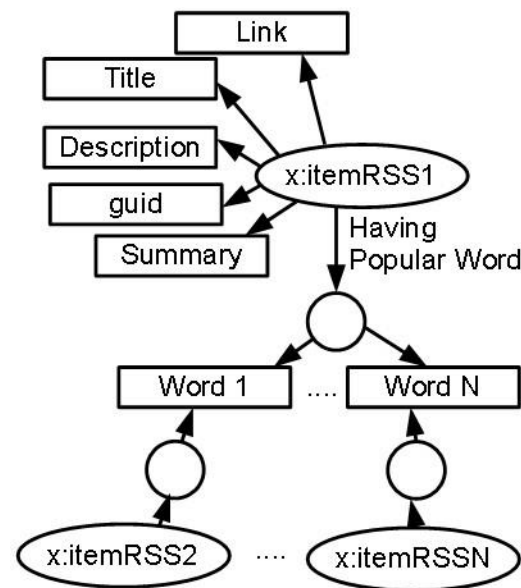 Link
Title
Description
x:itemRSS1
guid
Having
Popular Word
Summary
Word 1 .... Word N
x:itemRSS2 .... x:itemRSSN